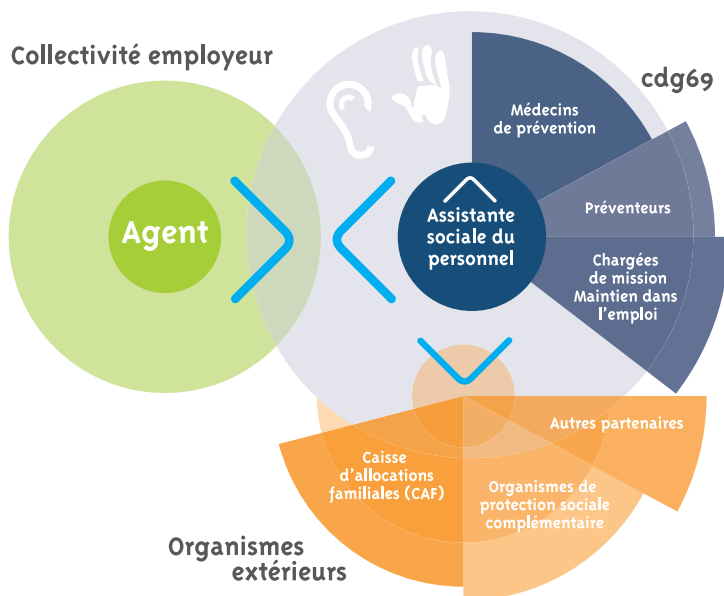 Collectivité employeur
cdg69
Médecins
de prévention
Préventeurs
Agent
Assistante
sociale du
personnel
Chargées
de mission
Maintien dans
l'emploi
Autres partenaires
Caisse
d'allocations
familiales (CAF)
Organismes de
protection sociale
complémentaire
Organismes
extérieurs